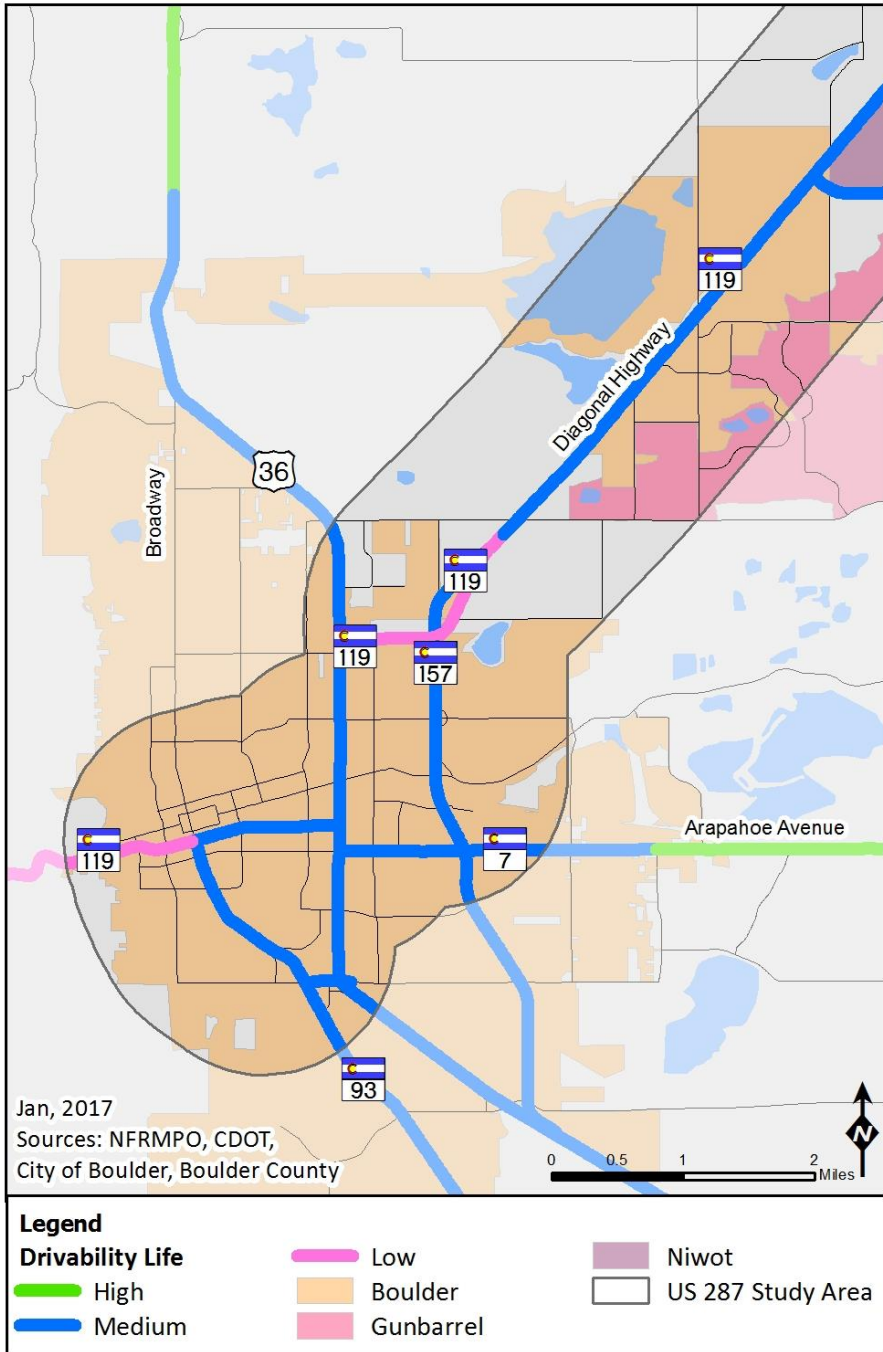 119
Diagonal Highway
36
Broadway
119
119
157
Arapahoe Avenue
119
7
93
Jan, 2017
Sources: NFRMPO, CDOT,
City of Boulder, Boulder County
N
0 0.5 1 2
Miles
Legend
Drivability Life
High
Medium
Low
Boulder
Gunbarrel
Niwot
US 287 Study Area